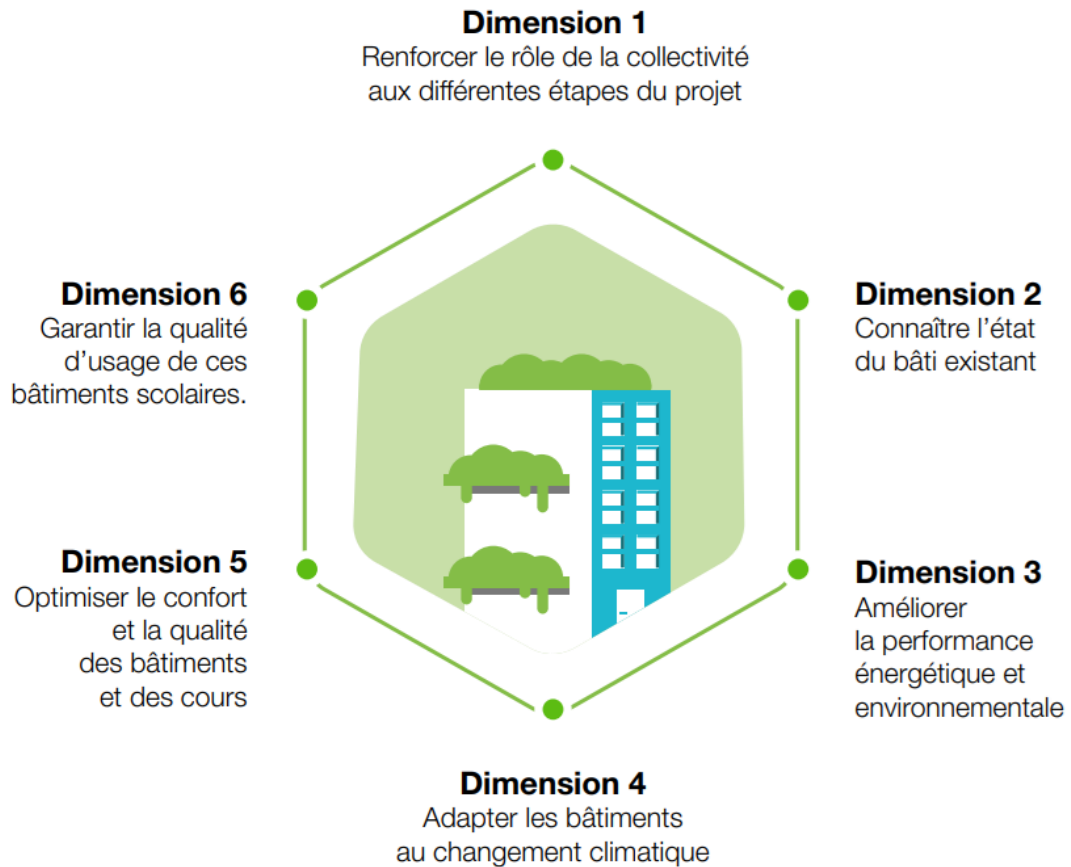 Dimension 1
Renforcer le rôle de la collectivité
aux différentes étapes du projet
Dimension 2
Connaître l’état
du bâti existant
Dimension 3
Améliorer
la performance
énergétique et
environnementale
Dimension 4
Adapter les bâtiments
au changement climatique
Dimension 5
Optimiser le confort
et la qualité
des bâtiments
et des cours
Dimension 6
Garantir la qualité
d’usage de ces
bâtiments scolaires.